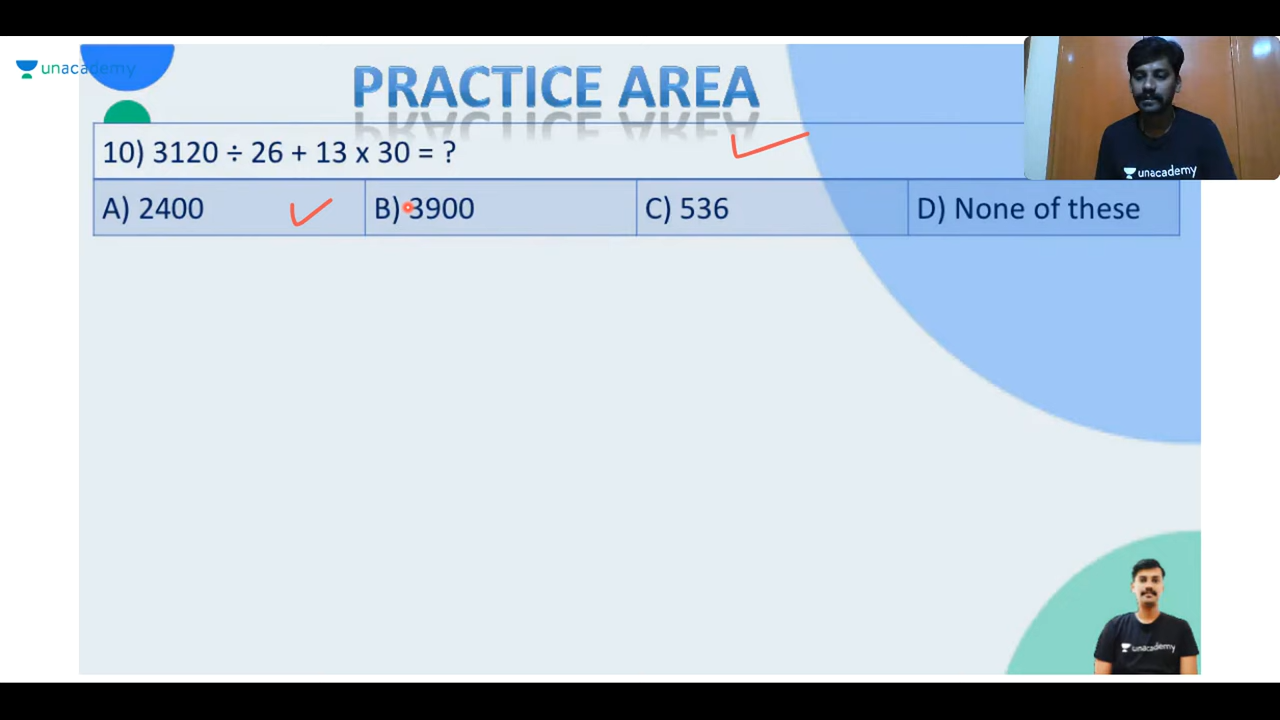 unacademy
PRACTICE AREA
10) 3120 ÷ 26 + 13 x 30 = ?
A) 2400
B) 3900
C) 536
D) None of these
unacademy
unacademy